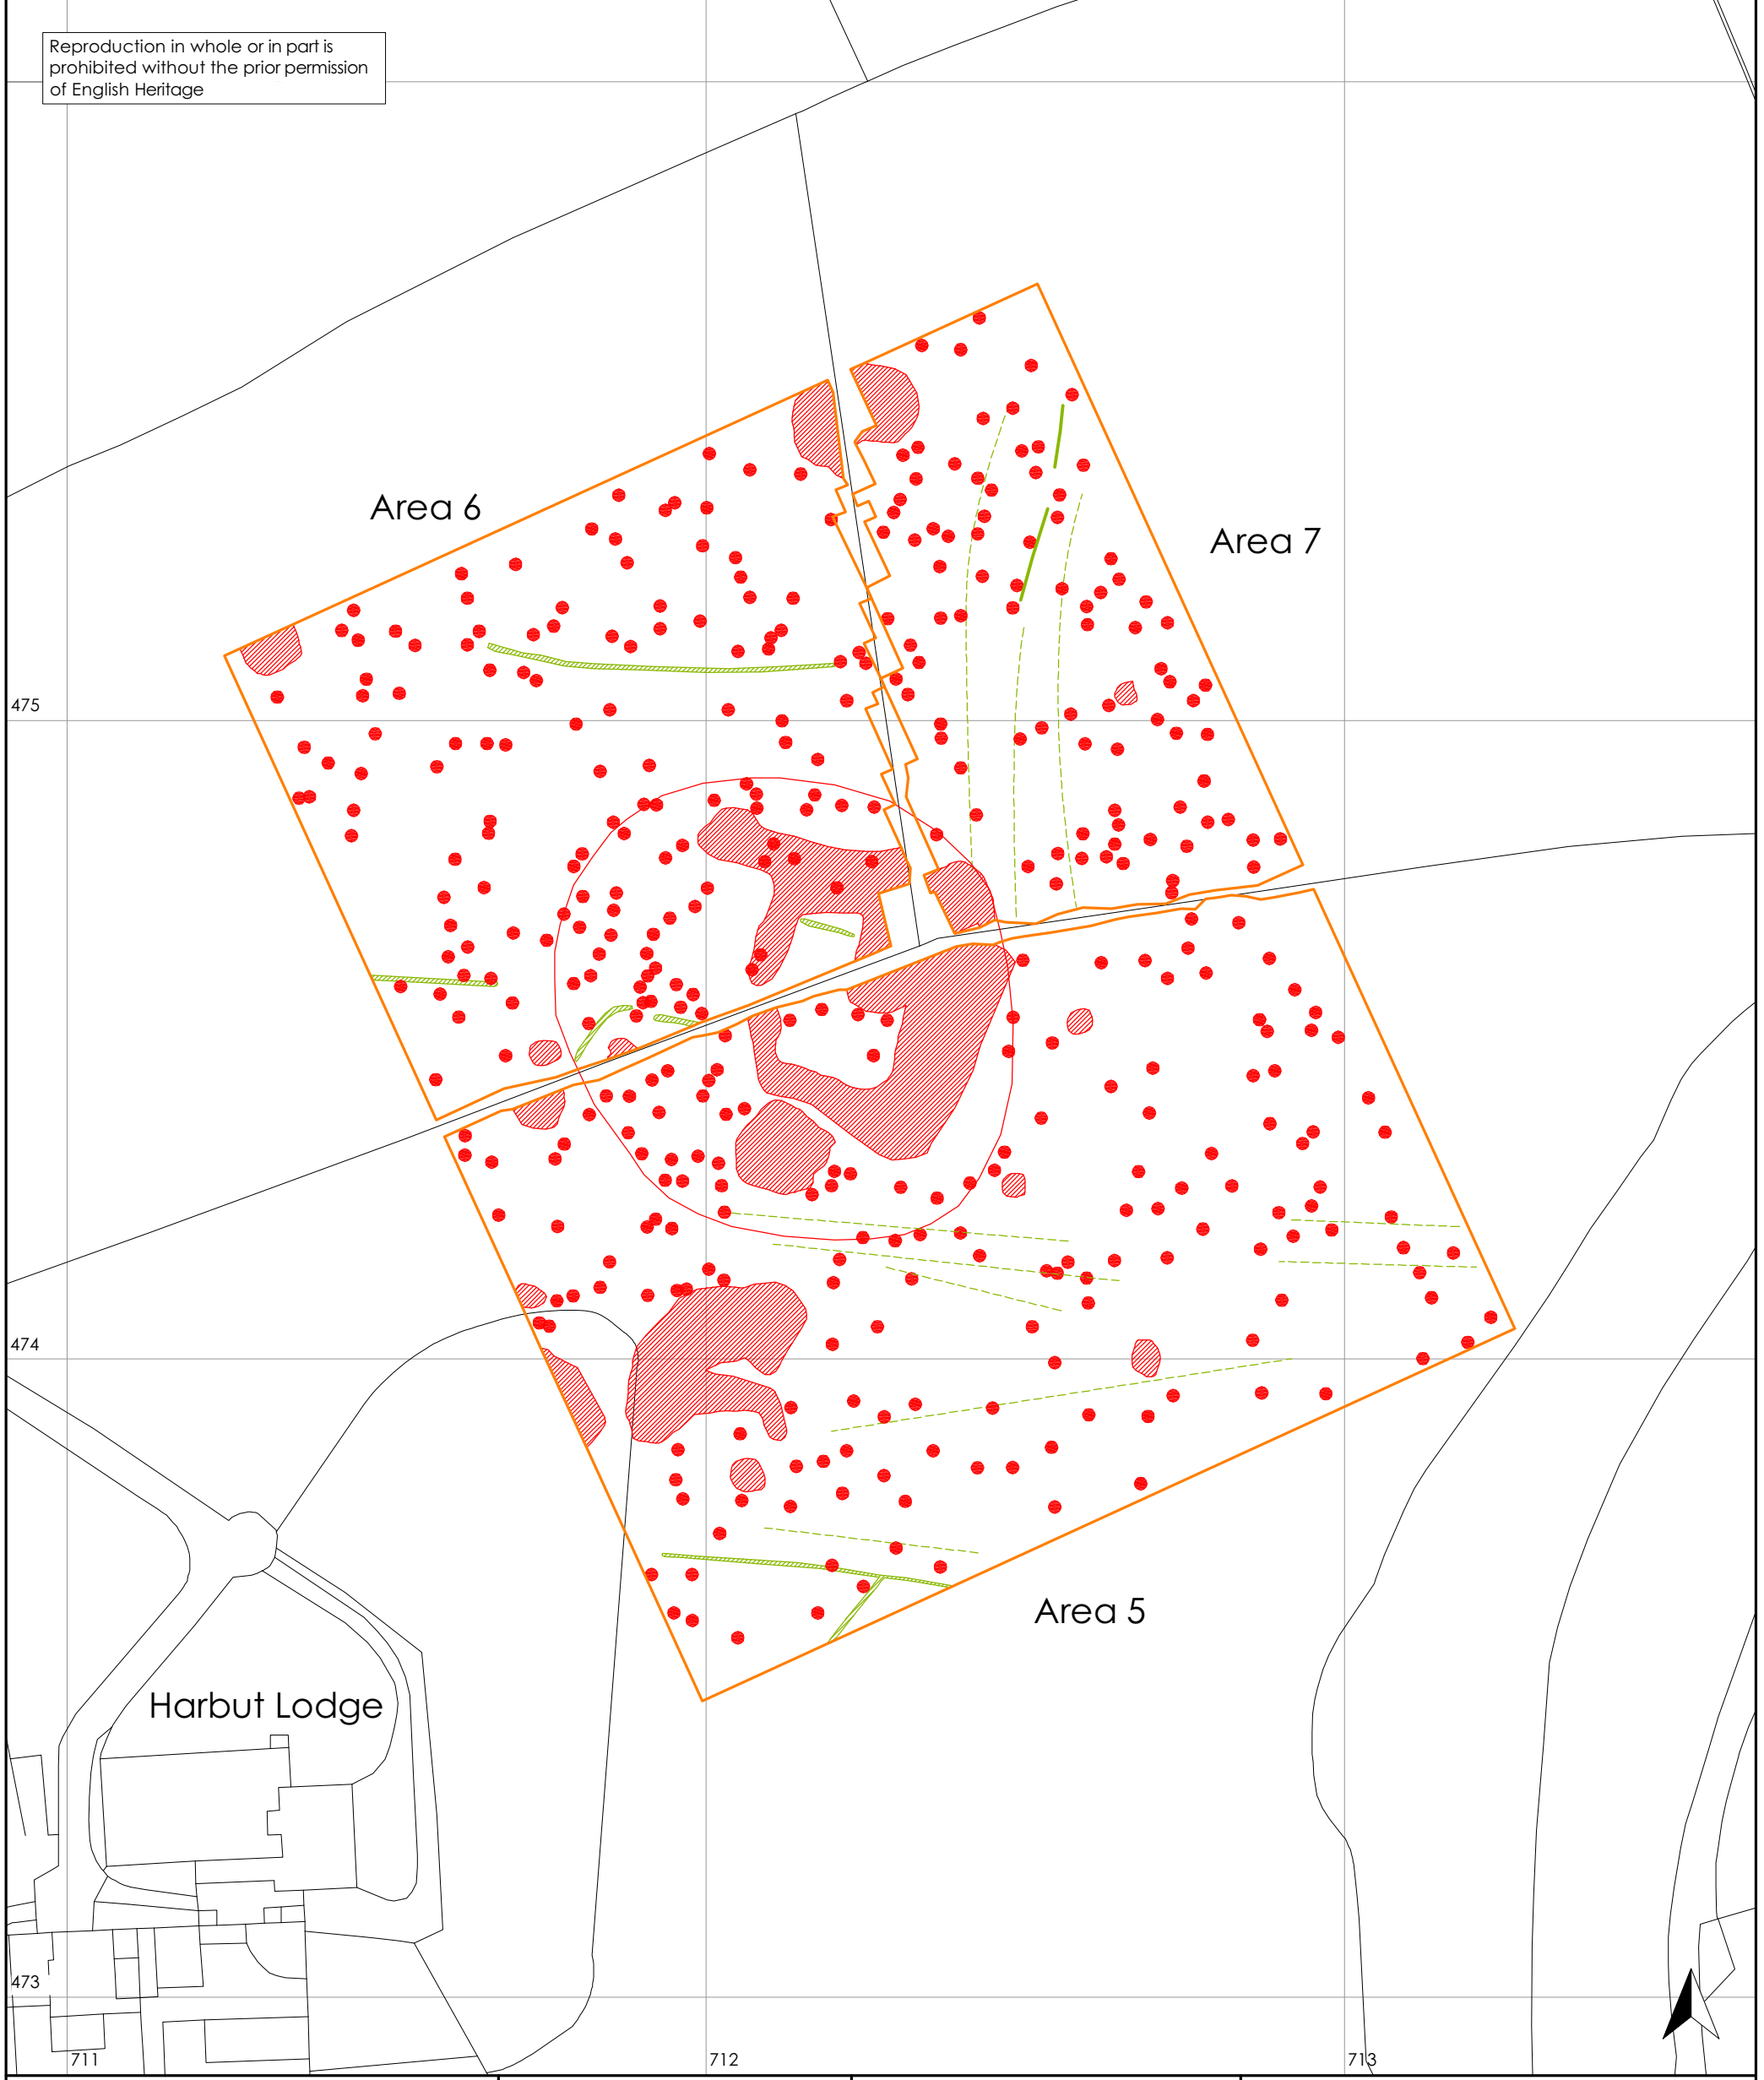 Reproduction in whole or in part is
prohibited without the prior permission
of English Heritage
Area 6
Area 7
475
474
Area 5
Harbut Lodge
473
711
712
713